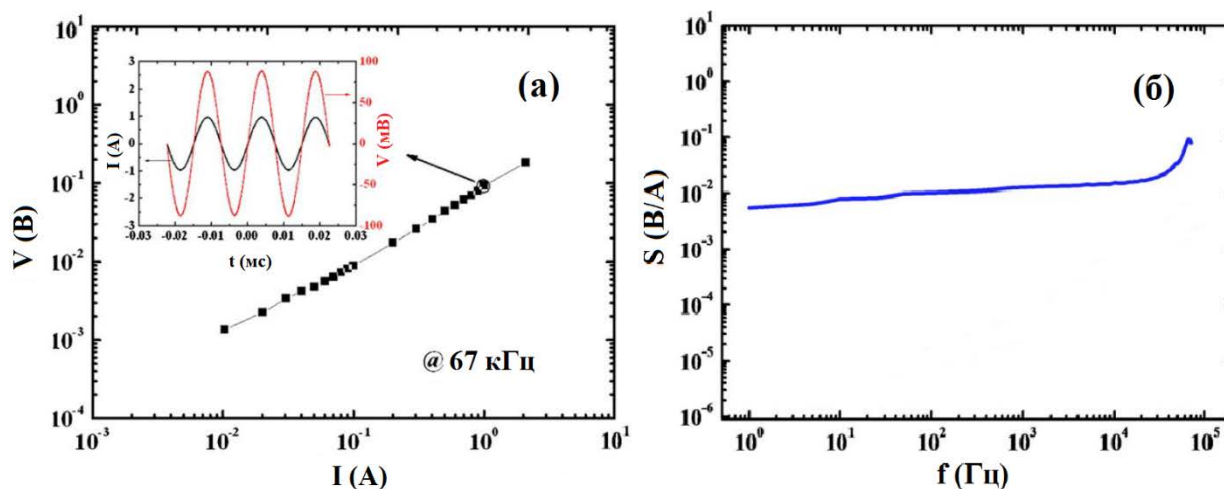 (а)
V (В)
10¹
10⁰
10⁻¹
10⁻²
10⁻³
10⁻⁴
10⁻³ 10⁻² 10⁻¹ 10⁰ 10¹
I (А)
@ 67 кГц
I (А)
3
2
1
0
-1
-2
-3
-0.03 -0.02 -0.01 0.00 0.01 0.02 0.03
t (мс)
100
50
0
-50
-100
V (мВ)
(б)
S (В/А)
10¹
10⁰
10⁻¹
10⁻²
10⁻³
10⁻⁴
10⁻⁵
10⁻⁶
10⁰ 10¹ 10² 10³ 10⁴ 10⁵
f (Гц)